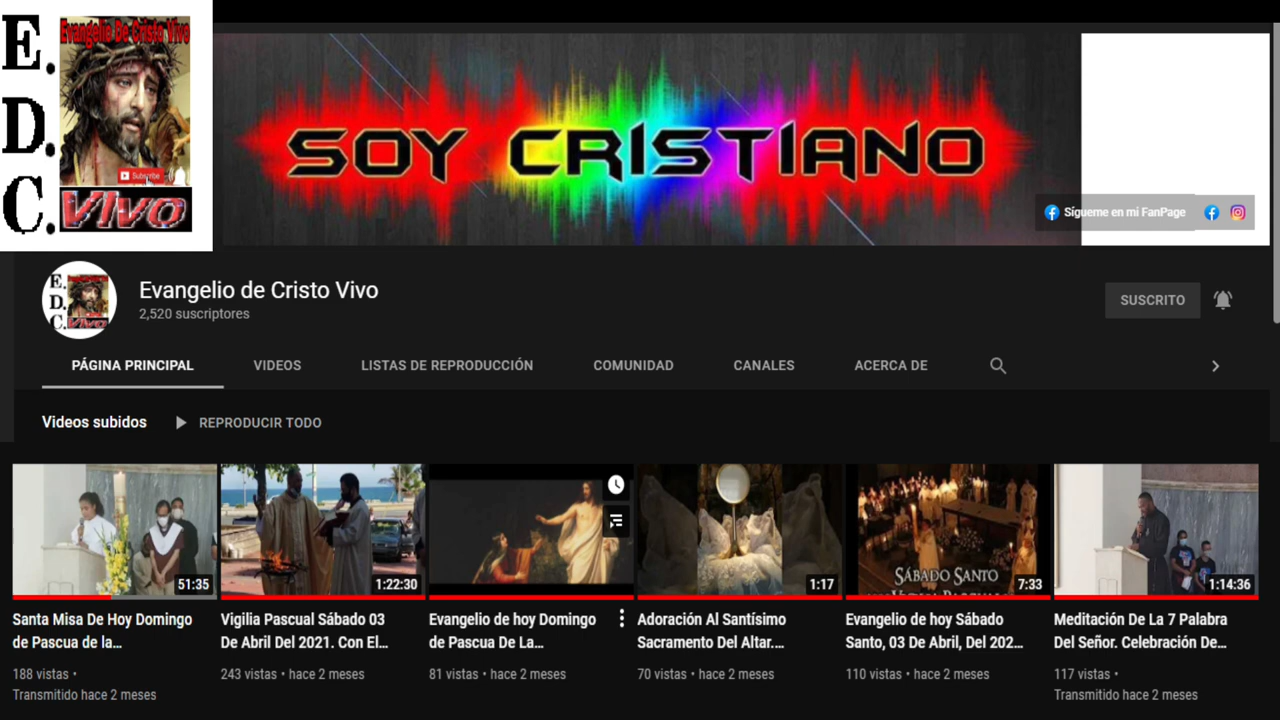 E.
D.
C.
Evangelio De Cristo Vivo
Subscribe
Vivo
SOY CRISTIANO
Sígueme en mi FanPage
Evangelio de Cristo Vivo
2,520 suscriptores
SUSCRITO
PÁGINA PRINCIPAL
VIDEOS
LISTAS DE REPRODUCCIÓN
COMUNIDAD
CANALES
ACERCA DE
Videos subidos
REPRODUCIR TODO
51:35
1:22:30
1:17
SÁBADO SANTO
7:33
1:14:36
Santa Misa De Hoy Domingo
de Pascua de la...
188 vistas •
Transmitido hace 2 meses
Vigilia Pascual Sábado 03
De Abril Del 2021. Con El...
243 vistas • hace 2 meses
Evangelio de hoy Domingo
de Pascua De La...
81 vistas • hace 2 meses
Adoración Al Santísimo
Sacramento Del Altar....
70 vistas • hace 2 meses
Evangelio de hoy Sábado
Santo, 03 De Abril, Del 202...
110 vistas • hace 2 meses
Meditación De La 7 Palabra
Del Señor. Celebración De...
117 vistas •
Transmitido hace 2 meses